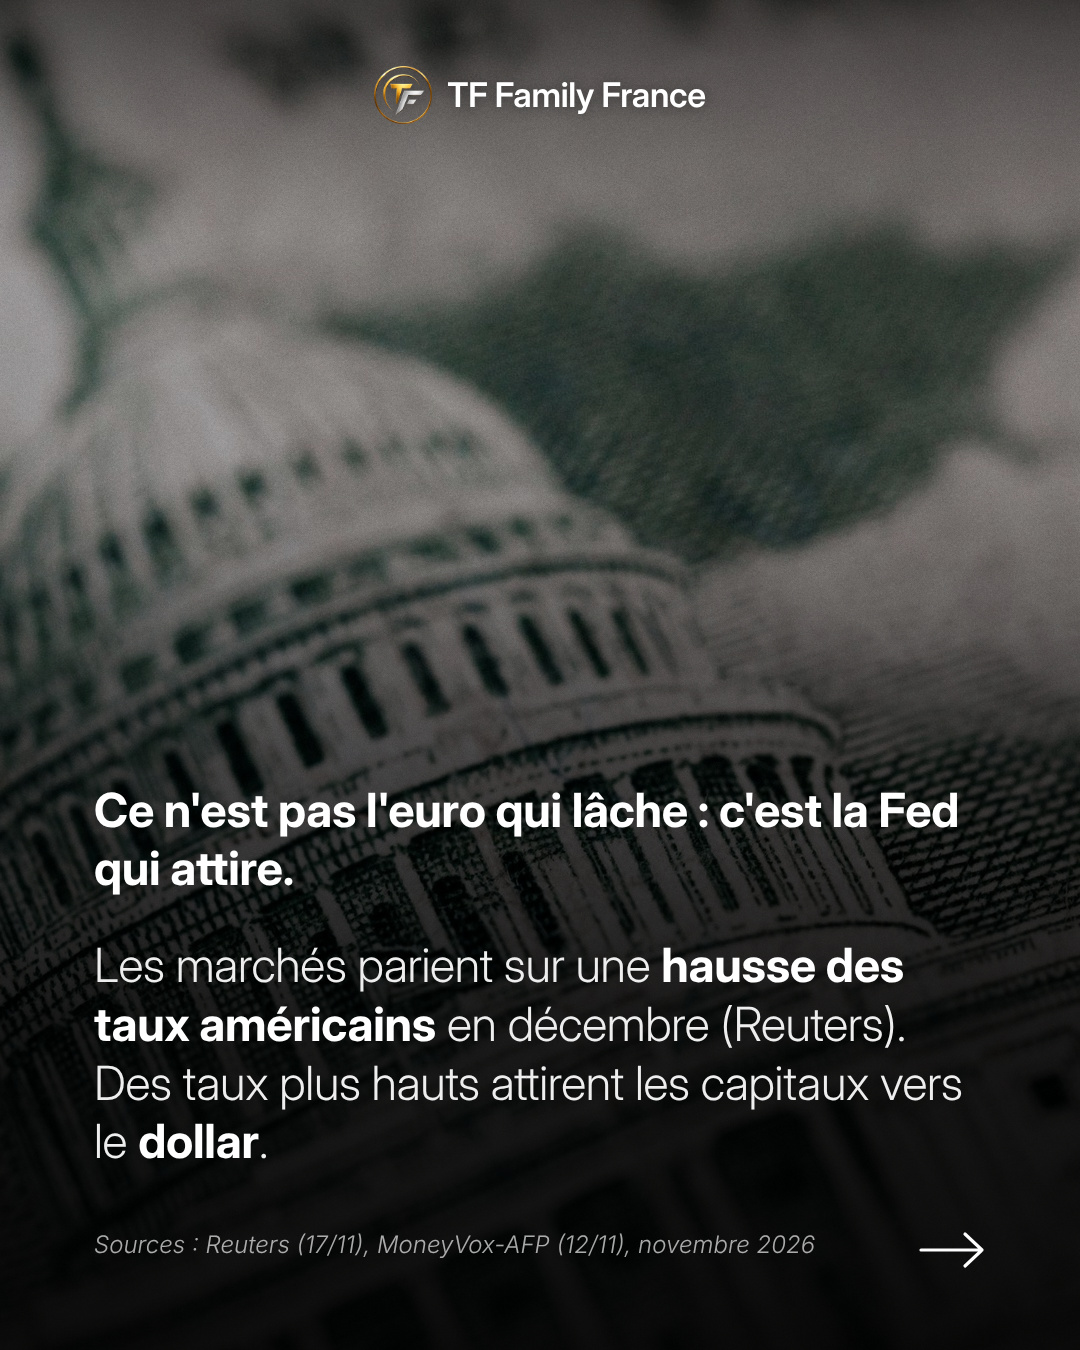 TF Family France
Ce n'est pas l'euro qui lâche : c'est la Fed
qui attire.
Les marchés parient sur une hausse des
taux américains en décembre (Reuters).
Des taux plus hauts attirent les capitaux vers
le dollar.
Sources : Reuters (17/11), MoneyVox-AFP (12/11), novembre 2026